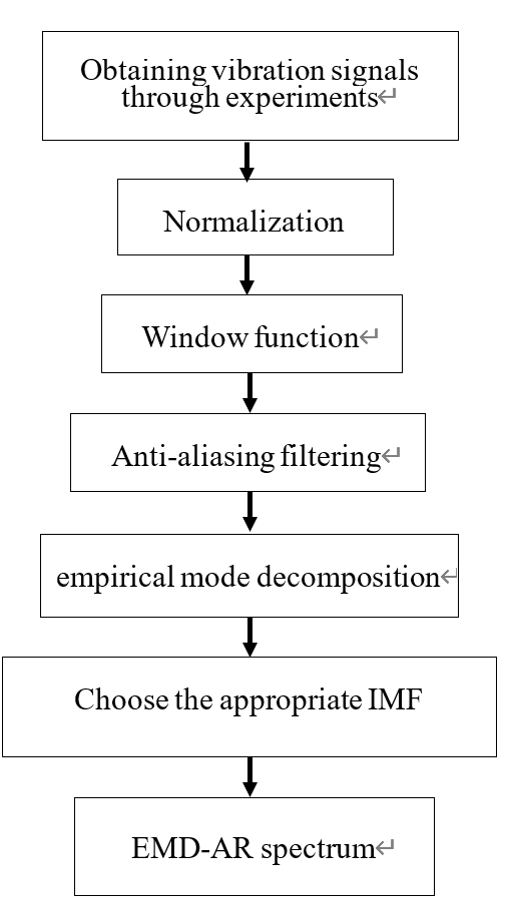 Obtaining vibration signals
through experiments↵
Normalization
Window function↵
Anti-aliasing filtering↵
empirical mode decomposition↵
Choose the appropriate IMF
EMD-AR spectrum↵